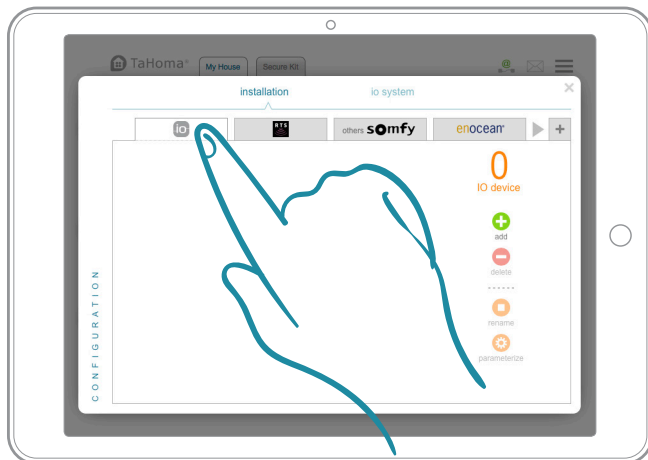 TaHoma®
My House
Secure Kit
@
installation
io system
io
RTS
others somfy
enocean®
0
IO device
add
delete
rename
parameterize
CONFIGURATION